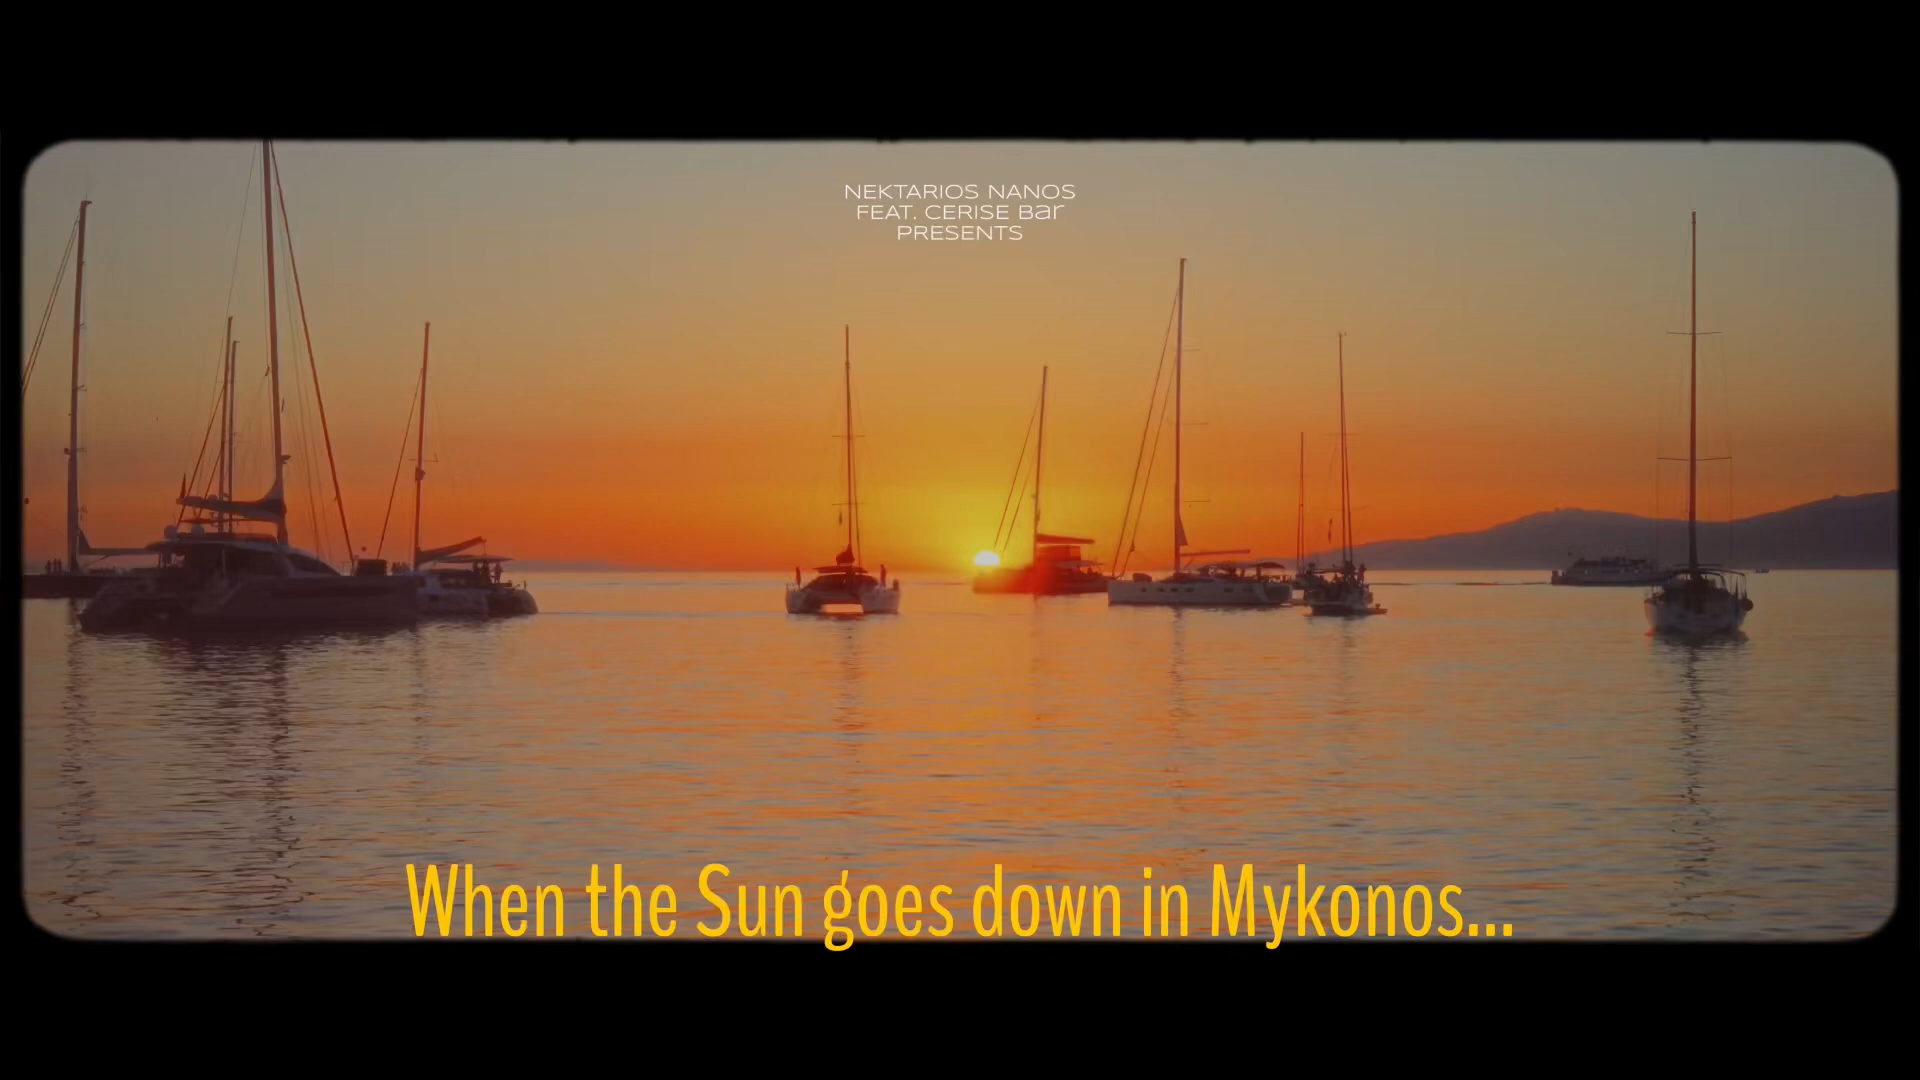 NEKTARIOS NANOS
FEAT. CERISE Bar
PRESENTS
When the Sun goes down in Mykonos...